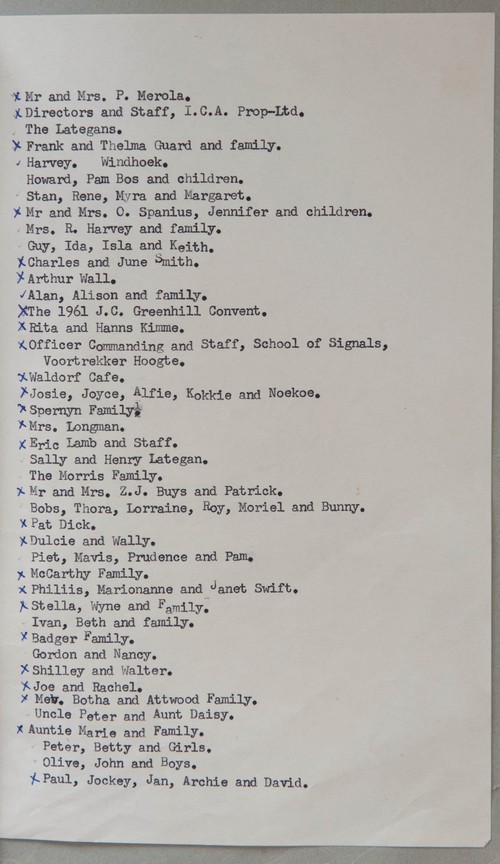 x Mr and Mrs. P. Merola.
x Directors and Staff, I.C.A. Prop-Ltd.
The Lategans.
x Frank and Thelma Guard and family.
✓ Harvey. Windhoek.
Howard, Pam Bos and children.
Stan, Rene, Myra and Margaret.
x Mr and Mrs. O. Spanius, Jennifer and children.
Mrs. R. Harvey and family.
Guy, Ida, Isla and Keith.
x Charles and June Smith.
x Arthur Wall.
✓ Alan, Alison and family.
x The 1961 J.C. Greenhill Convent.
x Rita and Hanns Kimme.
x Officer Commanding and Staff, School of Signals,
Voortrekker Hoogte.
x Waldorf Cafe.
x Josie, Joyce, Alfie, Kokkie and Noekoe.
x Spernyn Family
x Mrs. Longman.
x Eric Lamb and Staff.
Sally and Henry Lategan.
The Morris Family.
x Mr and Mrs. Z.J. Buys and Patrick.
Bobs, Thora, Lorraine, Roy, Moriel and Bunny.
x Pat Dick.
x Dulcie and Wally.
Piet, Mavis, Prudence and Pam.
x McCarthy Family.
x Philiis, Marionanne and Janet Swift.
x Stella, Wyne and Family.
Ivan, Beth and family.
x Badger Family.
Gordon and Nancy.
x Shilley and Walter.
x Joe and Rachel.
x Botha and Attwood Family.
Uncle Peter and Aunt Daisy.
x Auntie Marie and Family.
Peter, Betty and Girls.
Olive, John and Boys.
x Paul, Jockey, Jan, Archie and David.